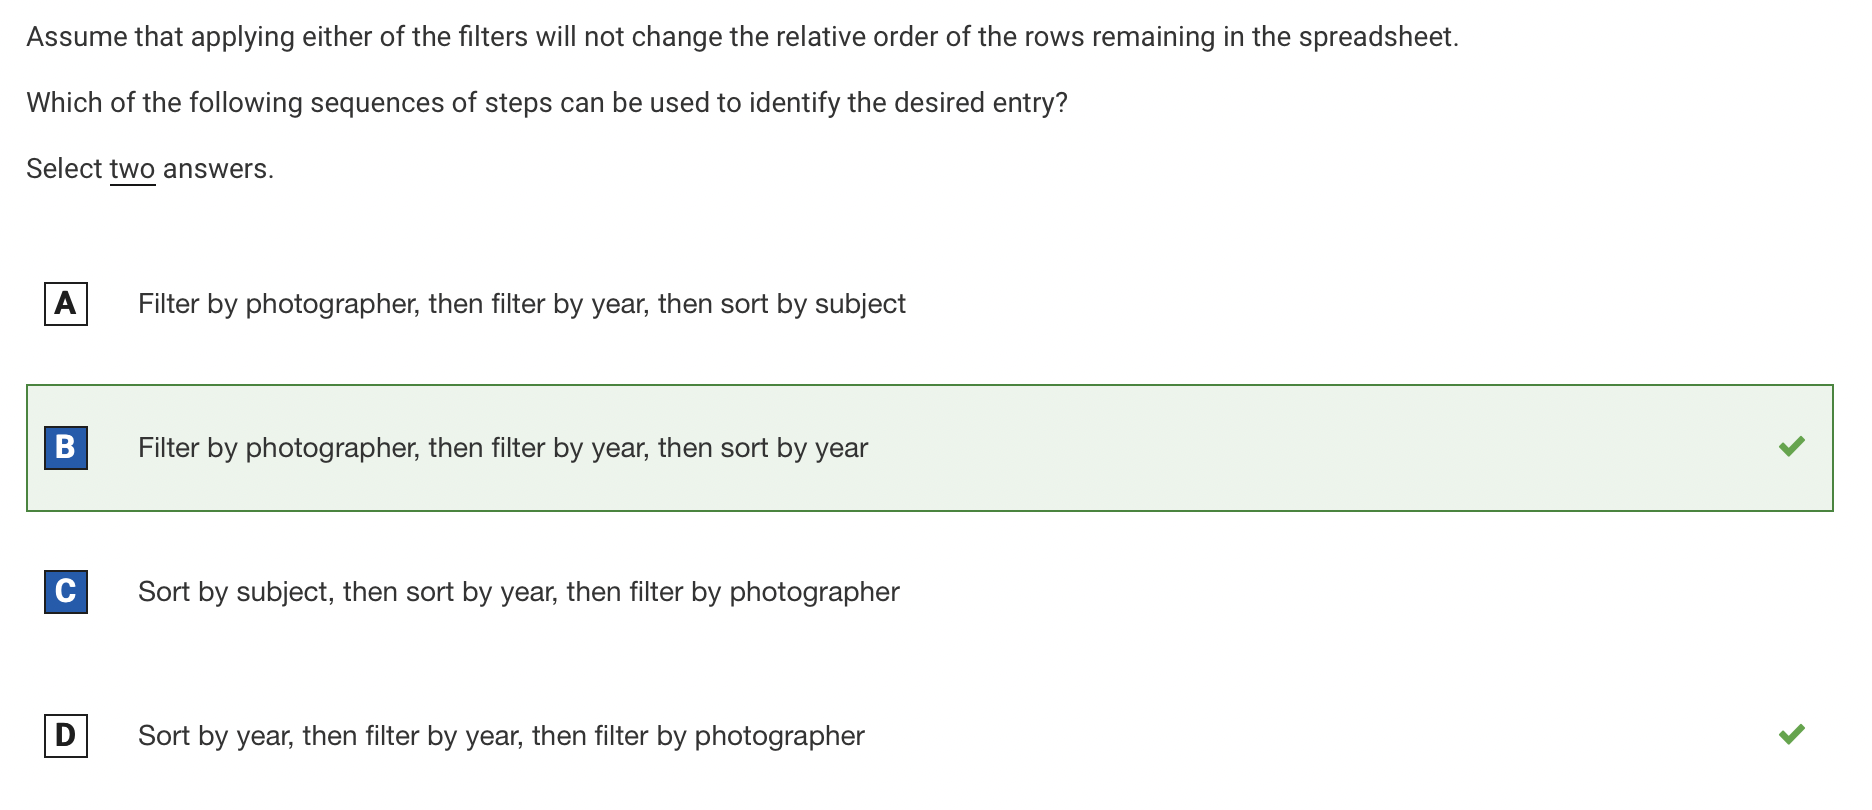 Assume that applying either of the filters will not change the relative order of the rows remaining in the spreadsheet.
Which of the following sequences of steps can be used to identify the desired entry?
Select two answers.
A Filter by photographer, then filter by year, then sort by subject
B Filter by photographer, then filter by year, then sort by year
C Sort by subject, then sort by year, then filter by photographer
D Sort by year, then filter by year, then filter by photographer